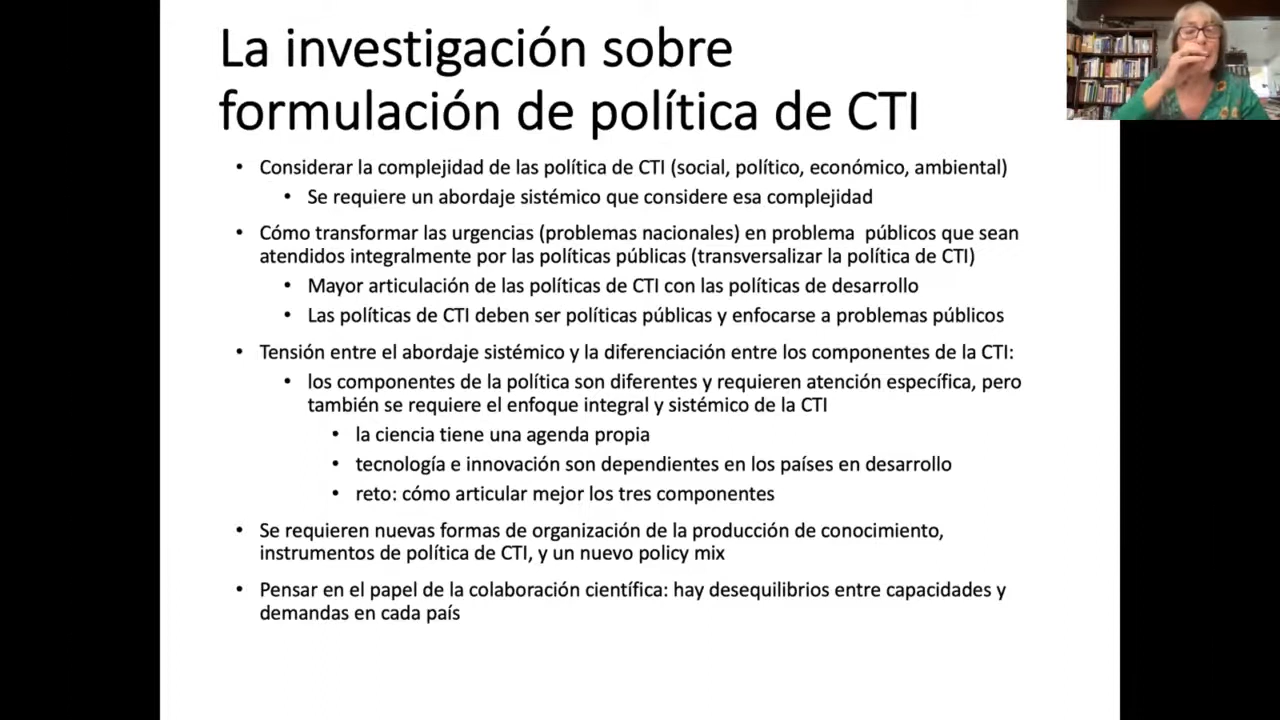 La investigación sobre
formulación de política de CTI
• Considerar la complejidad de las política de CTI (social, político, económico, ambiental)
• Se requiere un abordaje sistémico que considere esa complejidad
• Cómo transformar las urgencias (problemas nacionales) en problema  públicos que sean
atendidos integralmente por las políticas públicas (transversalizar la política de CTI)
• Mayor articulación de las políticas de CTI con las políticas de desarrollo
• Las políticas de CTI deben ser políticas públicas y enfocarse a problemas públicos
• Tensión entre el abordaje sistémico y la diferenciación entre los componentes de la CTI:
• los componentes de la política son diferentes y requieren atención específica, pero
también se requiere el enfoque integral y sistémico de la CTI
• la ciencia tiene una agenda propia
• tecnología e innovación son dependientes en los países en desarrollo
• reto: cómo articular mejor los tres componentes
• Se requieren nuevas formas de organización de la producción de conocimiento,
instrumentos de política de CTI, y un nuevo policy mix
• Pensar en el papel de la colaboración científica: hay desequilibrios entre capacidades y
demandas en cada país